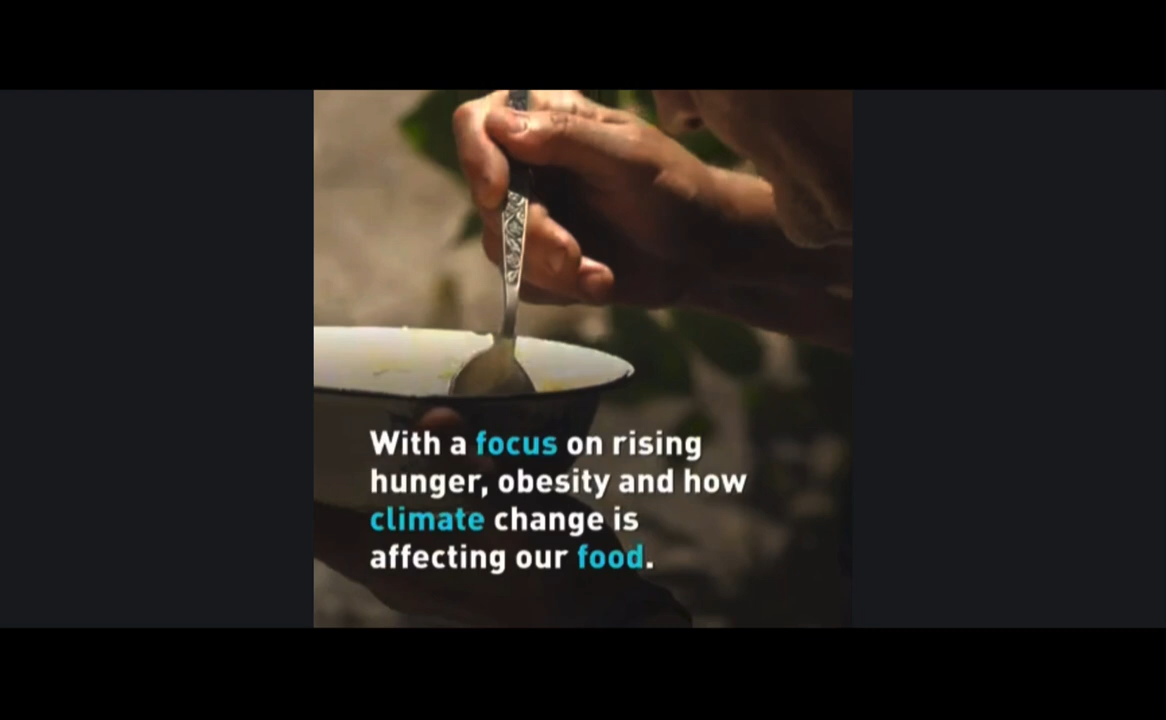 With a focus on rising
hunger, obesity and how
climate change is
affecting our food.